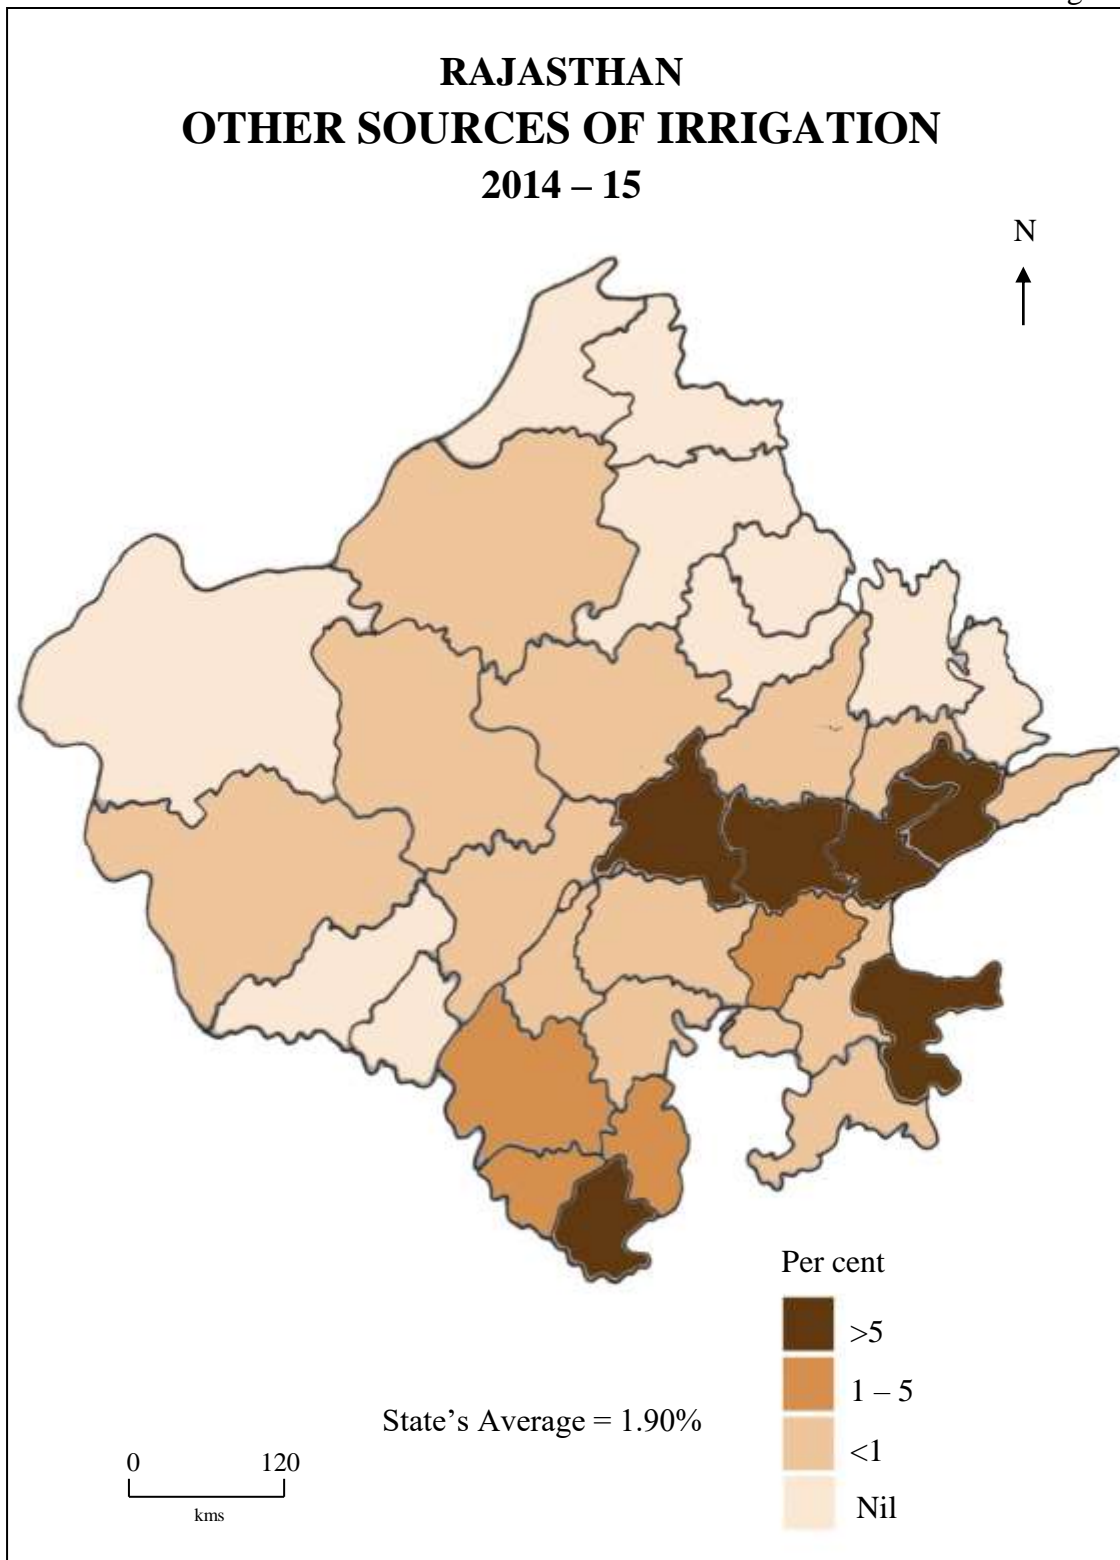 RAJASTHAN
OTHER SOURCES OF IRRIGATION
2014 – 15
N
Per cent
>5
1 – 5
<1
Nil
State's Average = 1.90%
0 120
kms